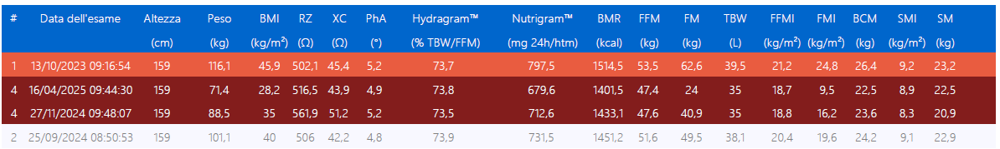 # Data dell'esame Altezza Peso BMI RZ XC PhA Hydragram™ Nutrigram™ BMR FFM FM TBW FFMI FMI BCM SMI SM
(cm) (kg) (kg/m²) (Ω) (Ω) (°) (% TBW/FFM) (mg 24h/htm) (kcal) (kg) (kg) (L) (kg/m²) (kg/m²) (kg) (kg/m²) (kg)
1 13/10/2023 09:16:54 159 116,1 45,9 502,1 45,4 5,2 73,7 797,5 1514,5 53,5 62,6 39,5 21,2 24,8 26,4 9,2 23,2
4 16/04/2025 09:44:30 159 71,4 28,2 516,5 43,9 4,9 73,8 679,6 1401,5 47,4 24 35 18,7 9,5 22,5 8,9 22,5
4 27/11/2024 09:48:07 159 88,5 35 561,9 51,2 5,2 73,5 712,6 1433,1 47,6 40,9 35 18,8 16,2 23,6 8,3 20,9
2 25/09/2024 08:50:53 159 101,1 40 506 42,2 4,8 73,9 731,5 1451,2 51,6 49,5 38,1 20,4 19,6 24,2 9,1 22,9